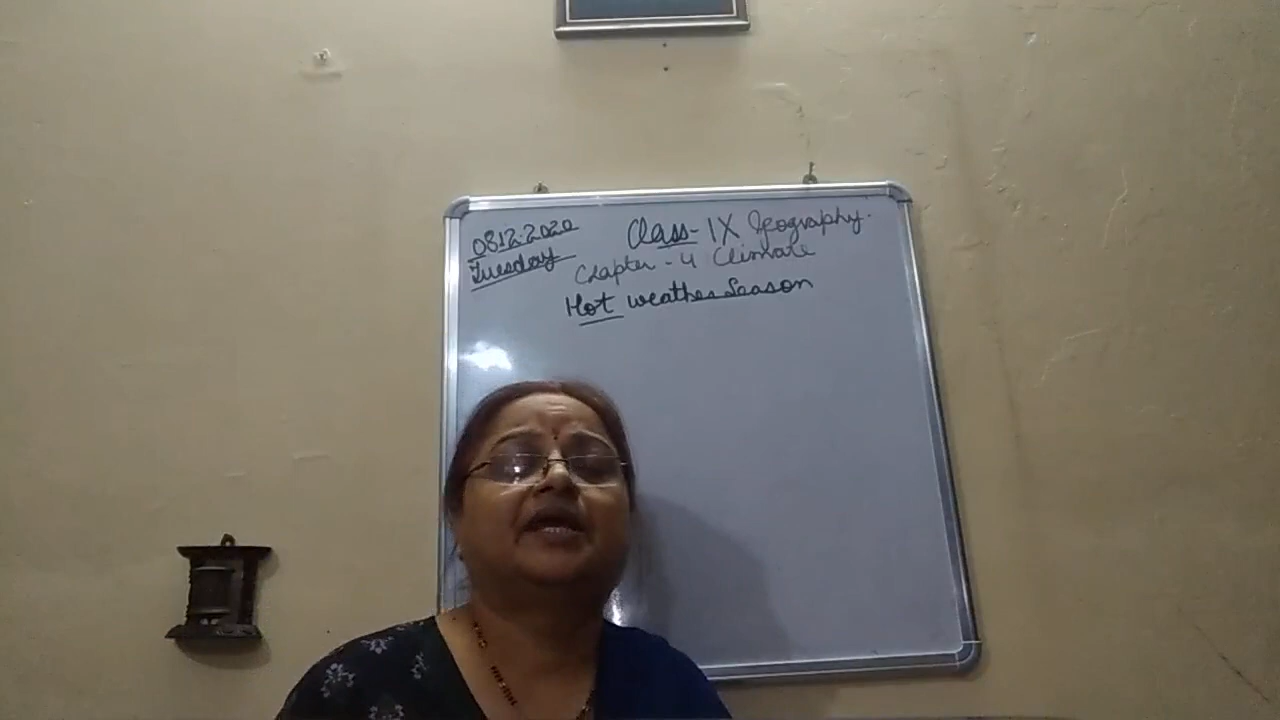 08.12.2020
Tuesday
Class - IX Geography.
Chapter - 4 Climate
Hot weather Season